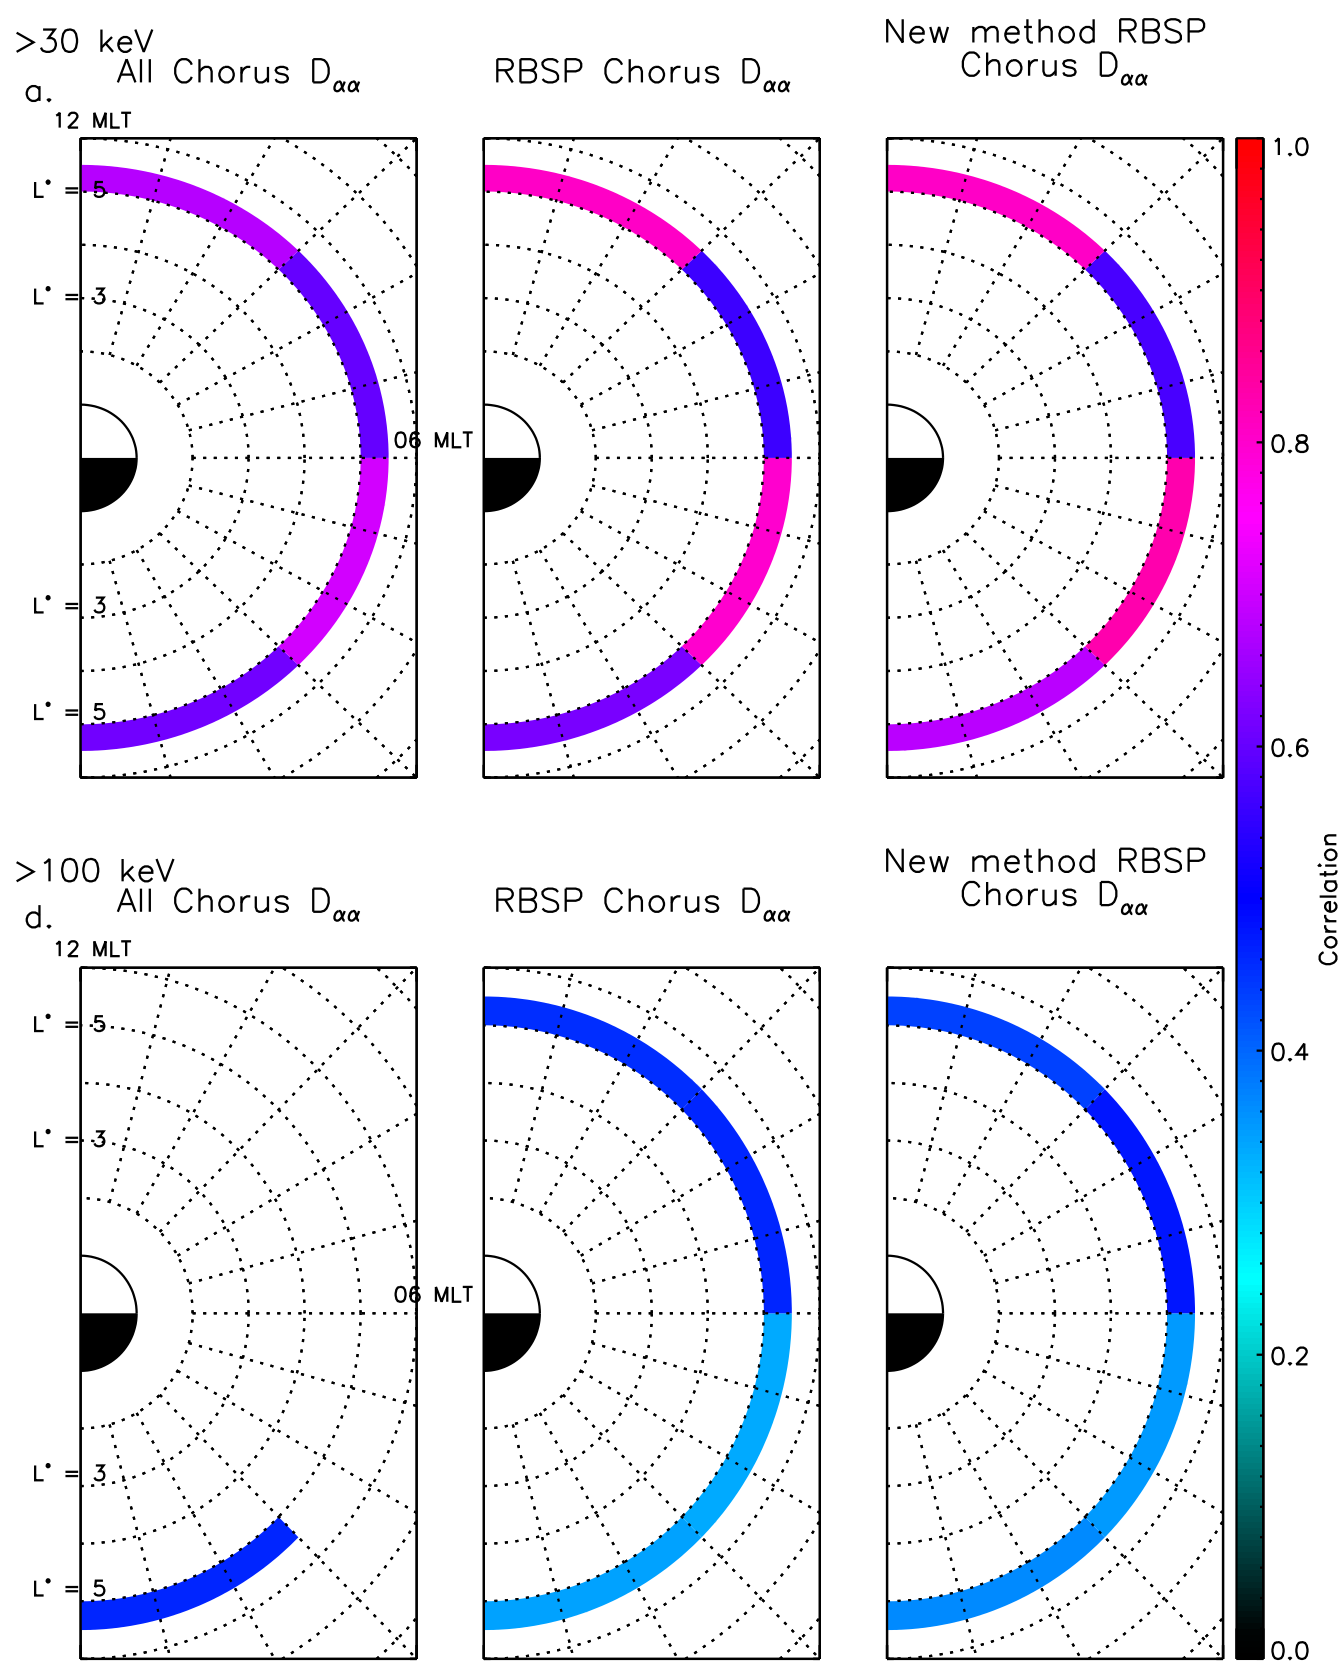 >30 keV
All Chorus Dαα
RBSP Chorus Dαα
New method RBSP
Chorus Dαα
a.
12 MLT
L* = 5
L* = 3
06 MLT
L* = 3
L* = 5
1.0
0.8
0.6
0.4
0.2
0.0
Correlation
>100 keV
All Chorus Dαα
RBSP Chorus Dαα
New method RBSP
Chorus Dαα
d.
12 MLT
L* = 5
L* = 3
06 MLT
L* = 3
L* = 5